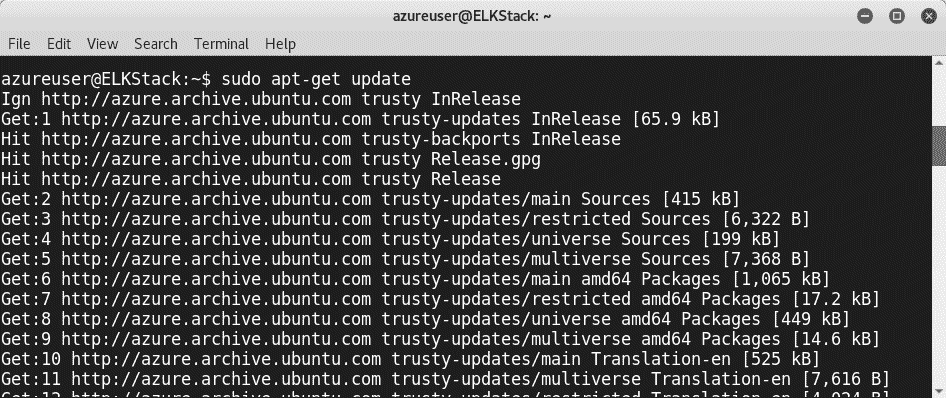 azureuser@ELKStack: ~
File Edit View Search Terminal Help
azureuser@ELKStack:~$ sudo apt-get update
Ign http://azure.archive.ubuntu.com trusty InRelease
Get:1 http://azure.archive.ubuntu.com trusty-updates InRelease [65.9 kB]
Hit http://azure.archive.ubuntu.com trusty-backports InRelease
Hit http://azure.archive.ubuntu.com trusty Release.gpg
Hit http://azure.archive.ubuntu.com trusty Release
Get:2 http://azure.archive.ubuntu.com trusty-updates/main Sources [415 kB]
Get:3 http://azure.archive.ubuntu.com trusty-updates/restricted Sources [6,322 B]
Get:4 http://azure.archive.ubuntu.com trusty-updates/universe Sources [199 kB]
Get:5 http://azure.archive.ubuntu.com trusty-updates/multiverse Sources [7,368 B]
Get:6 http://azure.archive.ubuntu.com trusty-updates/main amd64 Packages [1,065 kB]
Get:7 http://azure.archive.ubuntu.com trusty-updates/restricted amd64 Packages [17.2 kB]
Get:8 http://azure.archive.ubuntu.com trusty-updates/universe amd64 Packages [449 kB]
Get:9 http://azure.archive.ubuntu.com trusty-updates/multiverse amd64 Packages [14.6 kB]
Get:10 http://azure.archive.ubuntu.com trusty-updates/main Translation-en [525 kB]
Get:11 http://azure.archive.ubuntu.com trusty-updates/multiverse Translation-en [7,616 B]